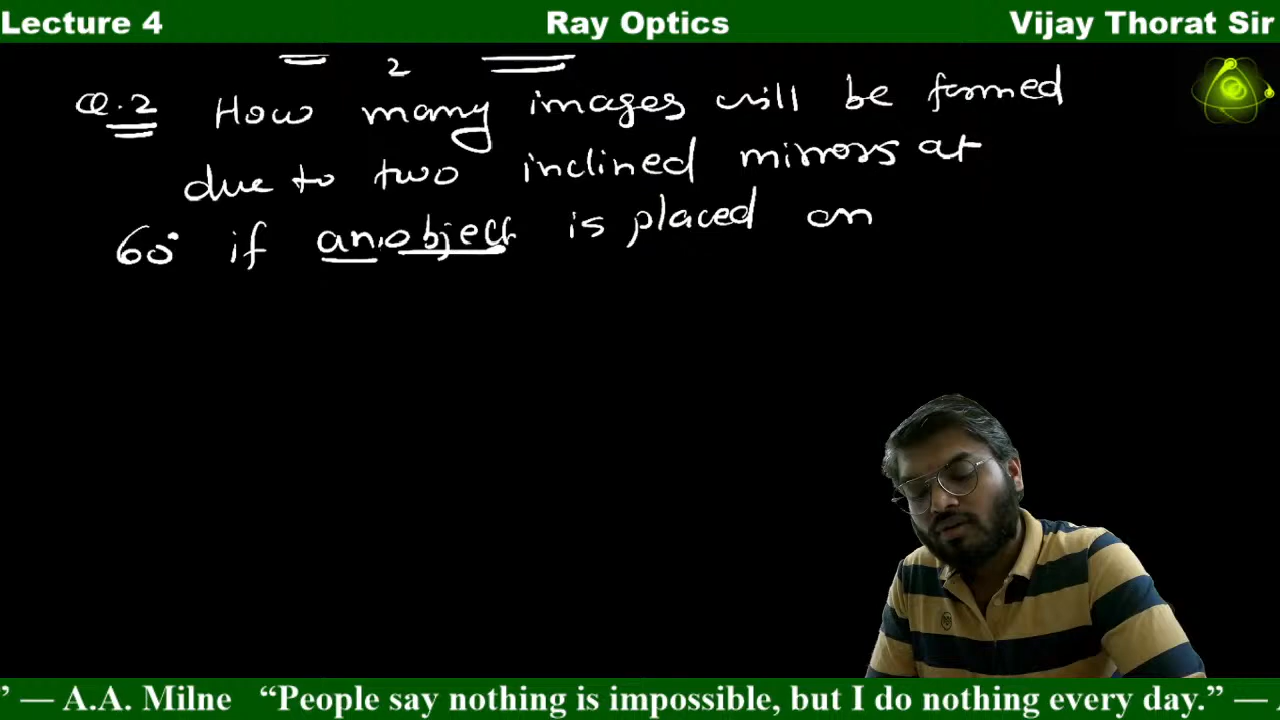 Lecture 4 Ray Optics Vijay Thorat Sir
2
Q.2 How many images will be formed
due to two inclined mirrors at
60° if an object is placed on
” — A.A. Milne “People say nothing is impossible, but I do nothing every day.” —